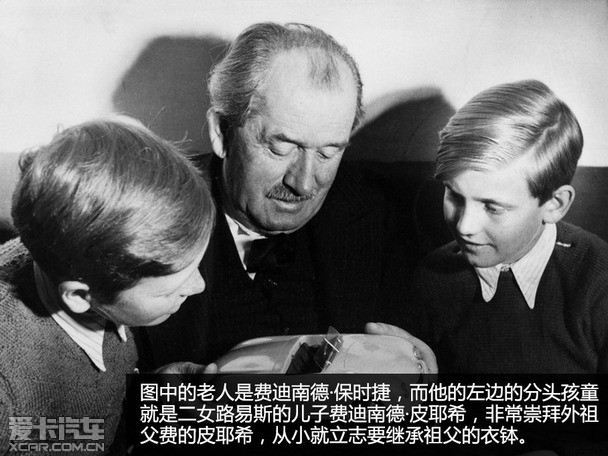 图中的老人是费迪南德·保时捷，而他的左边的分头孩童
就是二女路易斯的儿子费迪南德·皮耶希，非常崇拜外祖
父费的皮耶希，从小就立志要继承祖父的衣钵。
爱卡汽车
XCAR.COM.CN